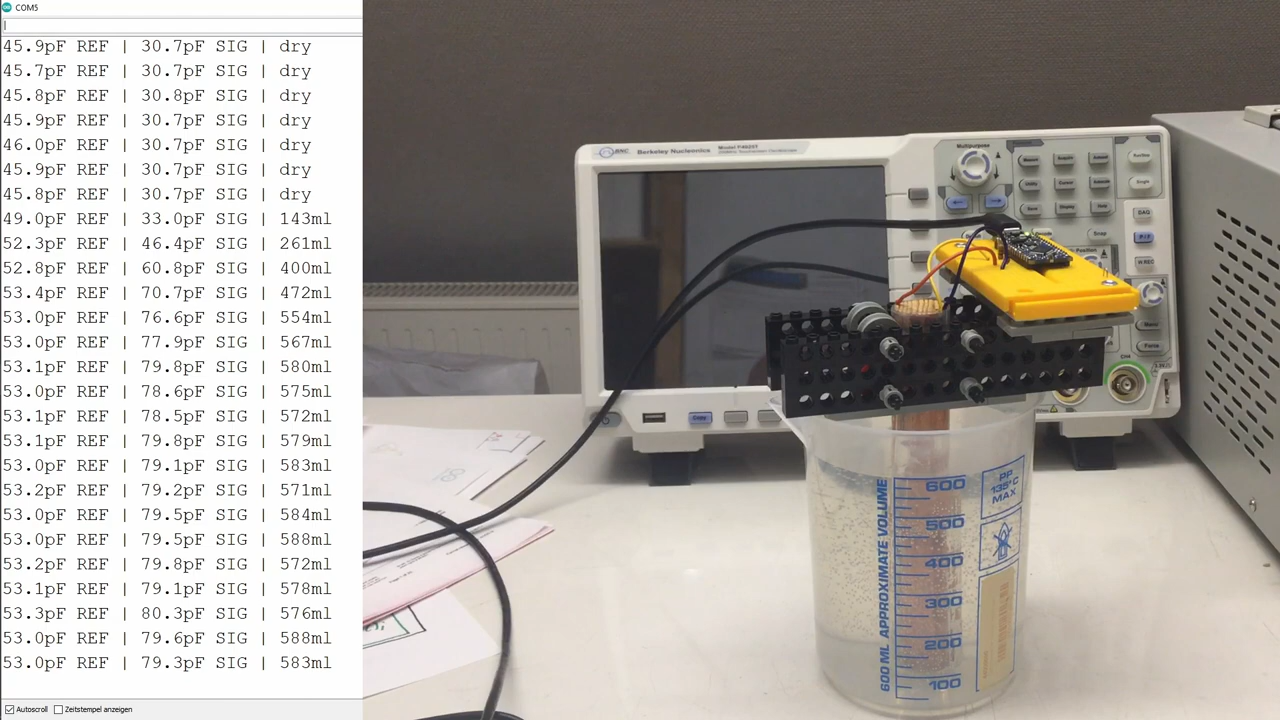 COM5
45.9pF REF | 30.7pF SIG | dry
45.7pF REF | 30.7pF SIG | dry
45.8pF REF | 30.8pF SIG | dry
45.9pF REF | 30.7pF SIG | dry
46.0pF REF | 30.7pF SIG | dry
45.9pF REF | 30.7pF SIG | dry
45.8pF REF | 30.7pF SIG | dry
49.0pF REF | 33.0pF SIG | 143ml
52.3pF REF | 46.4pF SIG | 261ml
52.8pF REF | 60.8pF SIG | 400ml
53.4pF REF | 70.7pF SIG | 472ml
53.0pF REF | 76.6pF SIG | 554ml
53.0pF REF | 77.9pF SIG | 567ml
53.1pF REF | 79.8pF SIG | 580ml
53.0pF REF | 78.6pF SIG | 575ml
53.1pF REF | 78.5pF SIG | 572ml
53.1pF REF | 79.8pF SIG | 579ml
53.0pF REF | 79.1pF SIG | 583ml
53.2pF REF | 79.2pF SIG | 571ml
53.0pF REF | 79.5pF SIG | 584ml
53.0pF REF | 79.5pF SIG | 588ml
53.2pF REF | 79.8pF SIG | 572ml
53.1pF REF | 79.1pF SIG | 578ml
53.3pF REF | 80.3pF SIG | 576ml
53.0pF REF | 79.6pF SIG | 588ml
53.0pF REF | 79.3pF SIG | 583ml
Autoscroll Zeitstempel anzeigen
Berkeley Nucleonics
Multipurpose
Single
DAQ
P/F
Snap
Menu
Force
CH4
Copy
600 ML APPROXIMATE VOLUME
600
500
400
300
200
100
PP
135°C
MAX